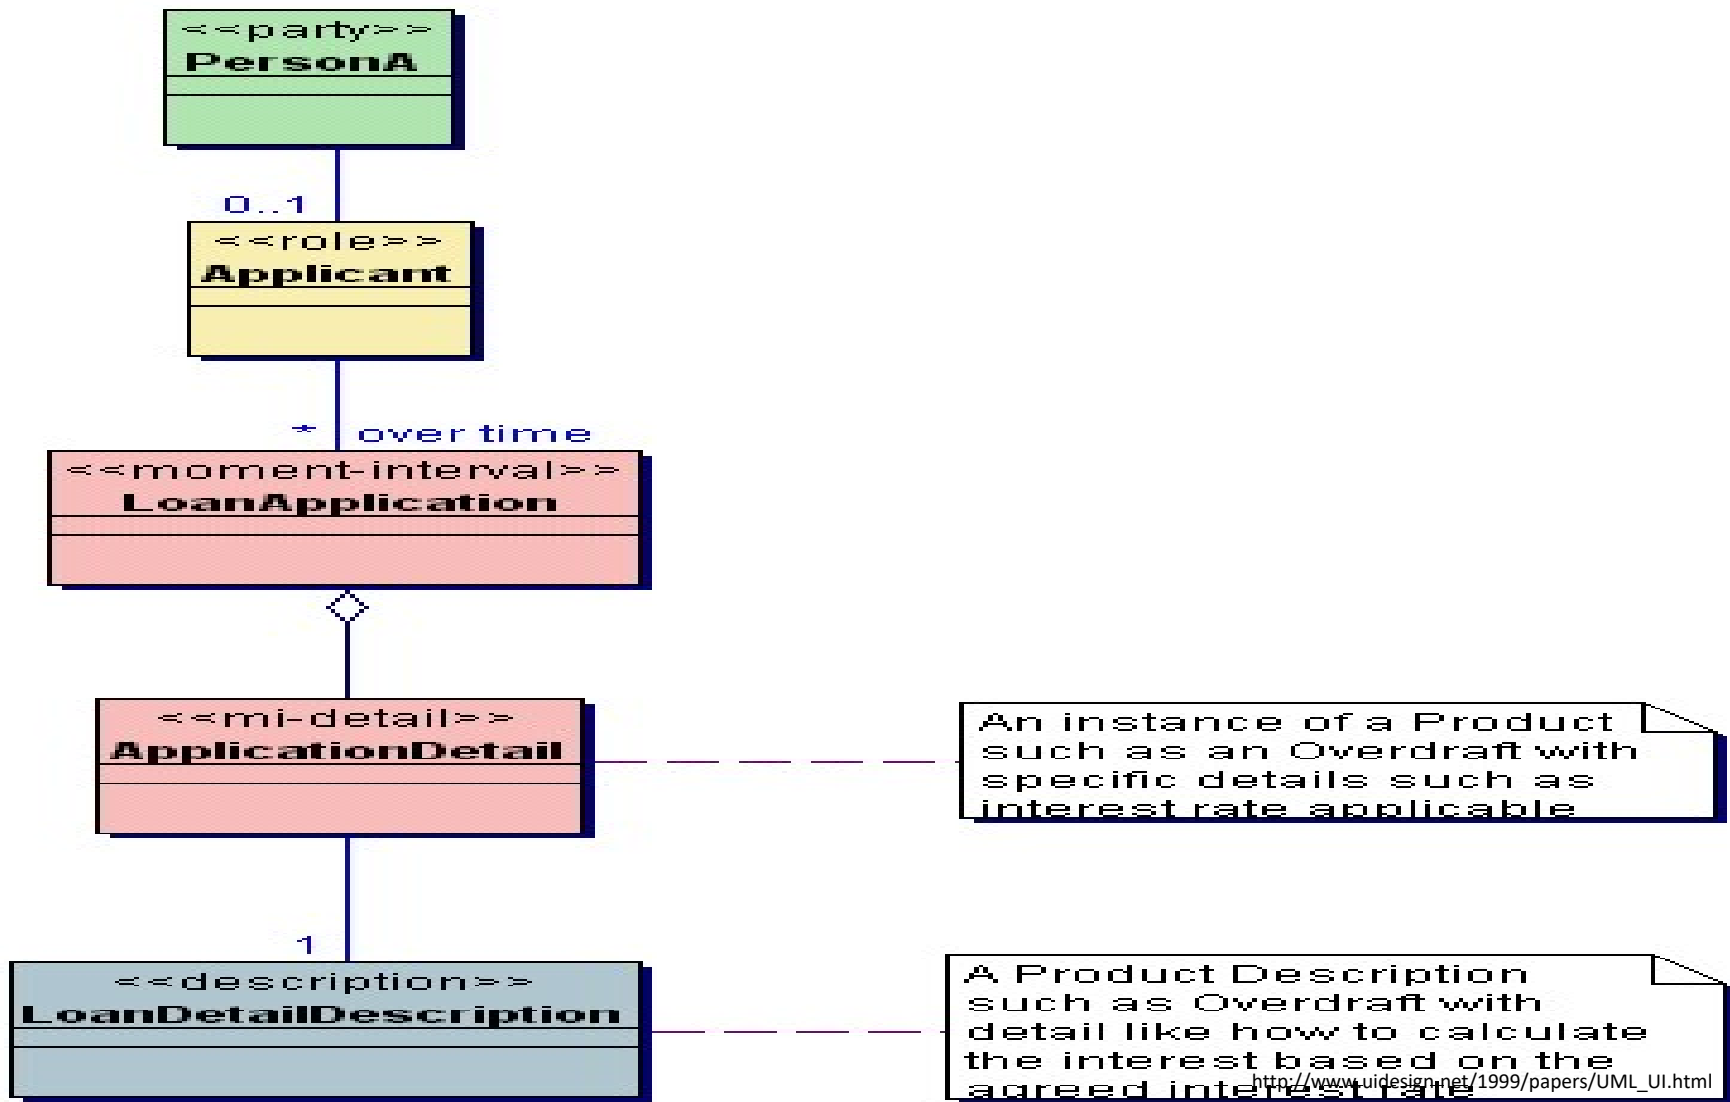 <<party>>
PersonA
0..1
<<role>>
Applicant
* over time
<<moment-interval>>
LoanApplication
<<mi-detail>>
ApplicationDetail
An instance of a Product
such as an Overdraft with
specific details such as
interest rate applicable
1
<<description>>
LoanDetailDescription
A Product Description
such as Overdraft with
detail like how to calculate
the interest based on the
agreed interest rate
http://www.uidesign.net/1999/papers/UML_UI.html